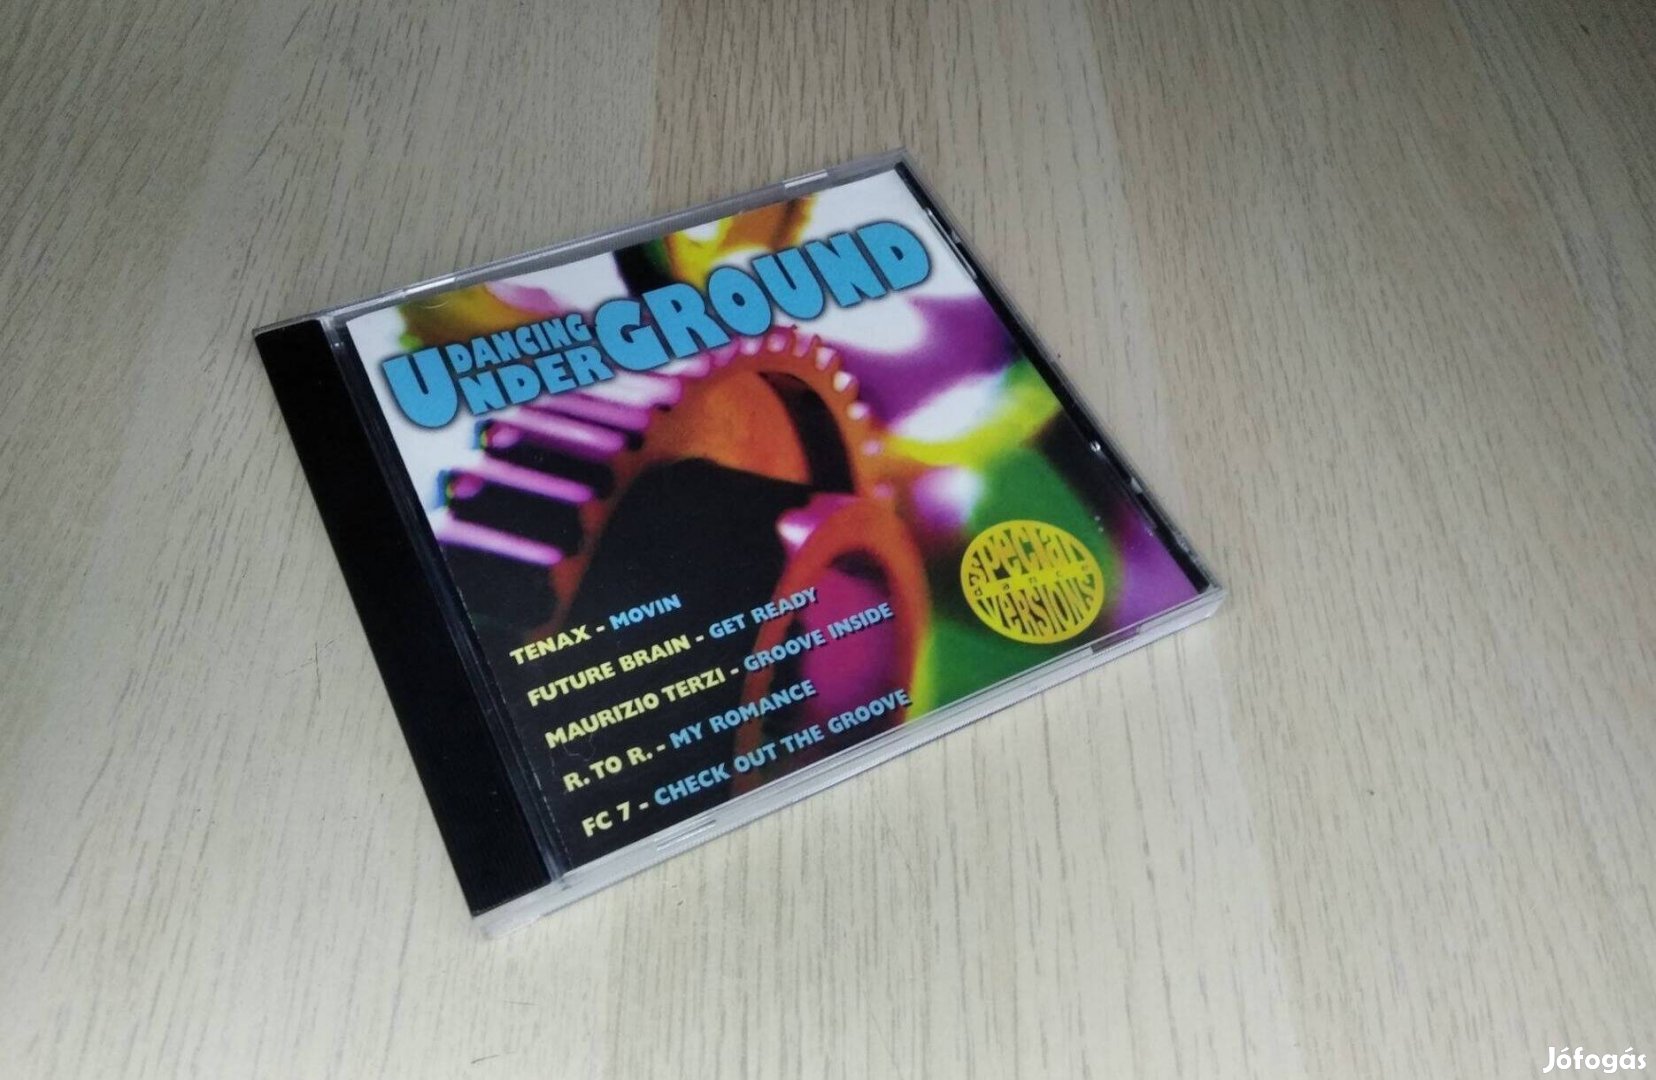 DANCING
UNDERGROUND
TENAX - MOVIN
FUTURE BRAIN - GET READY
MAURIZIO TERZI - GROOVE INSIDE
R. TO R. - MY ROMANCE
FC 7 - CHECK OUT THE GROOVE
SPECIAL
dance
VERSIONS
Jófogás